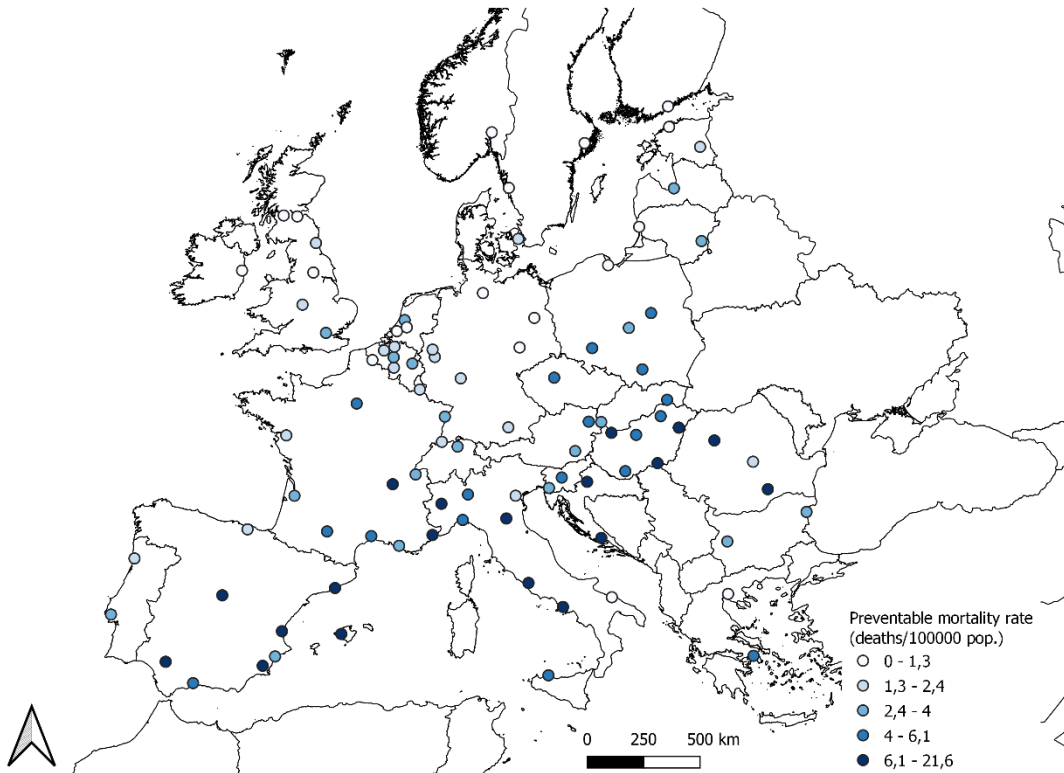 Preventable mortality rate
(deaths/100000 pop.)
0 - 1,3
1,3 - 2,4
2,4 - 4
4 - 6,1
6,1 - 21,6
0 250 500 km